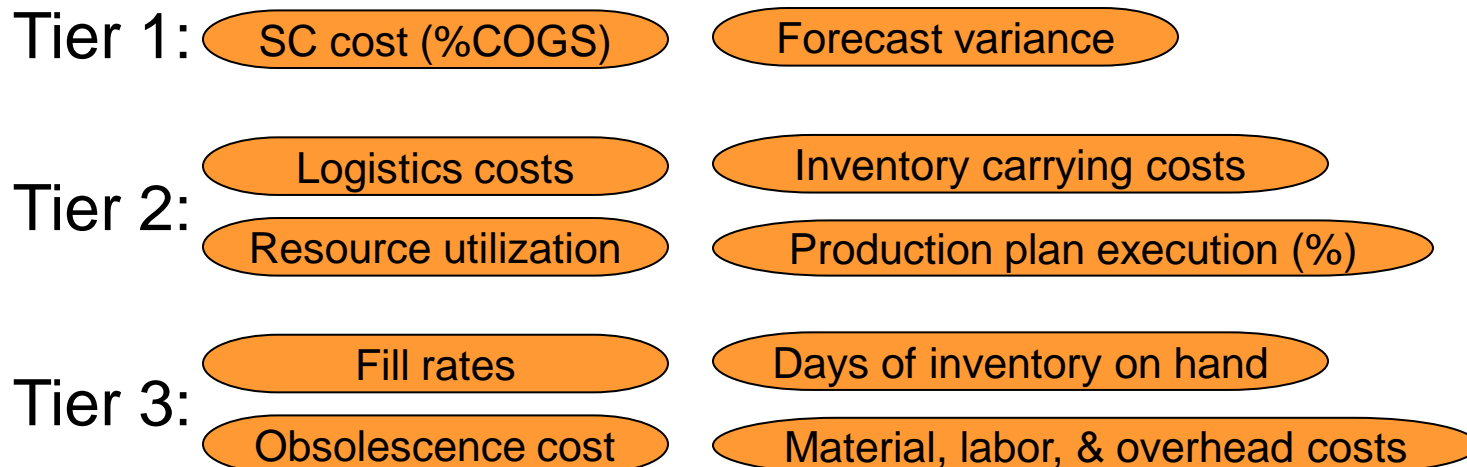 Tier 1: SC cost (%COGS) Forecast variance
Logistics costs Inventory carrying costs
Tier 2:
Resource utilization Production plan execution (%)
Fill rates Days of inventory on hand
Tier 3:
Obsolescence cost Material, labor, & overhead costs